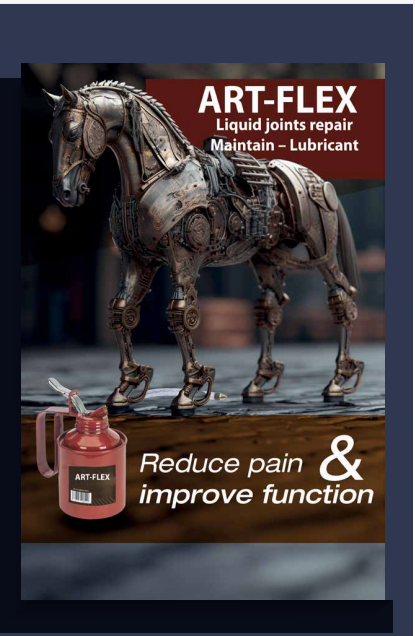 ART-FLEX
Liquid joints repair
Maintain – Lubricant
ART-FLEX
Reduce pain &
improve function